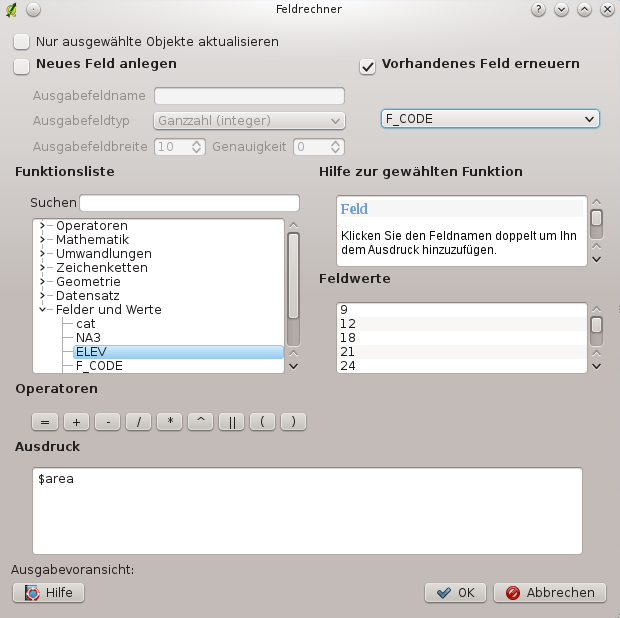 Feldrechner
Nur ausgewählte Objekte aktualisieren
Neues Feld anlegen
Vorhandenes Feld erneuern
Ausgabefeldname
Ausgabefeldtyp Ganzzahl (integer)
F_CODE
Ausgabefeldbreite 10 Genauigkeit 0
Funktionsliste
Suchen
Operatoren
Mathematik
Umwandlungen
Zeichenketten
Geometrie
Datensatz
Felder und Werte
cat
NA3
ELEV
F_CODE
Hilfe zur gewählten Funktion
Feld
Klicken Sie den Feldnamen doppelt um Ihn
dem Ausdruck hinzuzufügen.
Feldwerte
9
12
18
21
24
Operatoren
= + - / * ^ || ( )
Ausdruck
$area
Ausgabevoransicht:
Hilfe OK Abbrechen